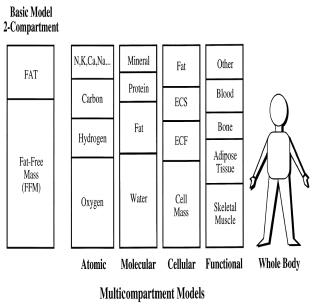 Basic Model
2-Compartment
FAT
Fat-Free
Mass
(FFM)
N,K,Ca,Na...
Carbon
Hydrogen
Oxygen
Mineral
Protein
Fat
Water
Fat
ECS
ECF
Cell
Mass
Other
Blood
Bone
Adipose
Tissue
Skeletal
Muscle
Atomic
Molecular
Cellular
Functional
Whole Body
Multicompartment Models